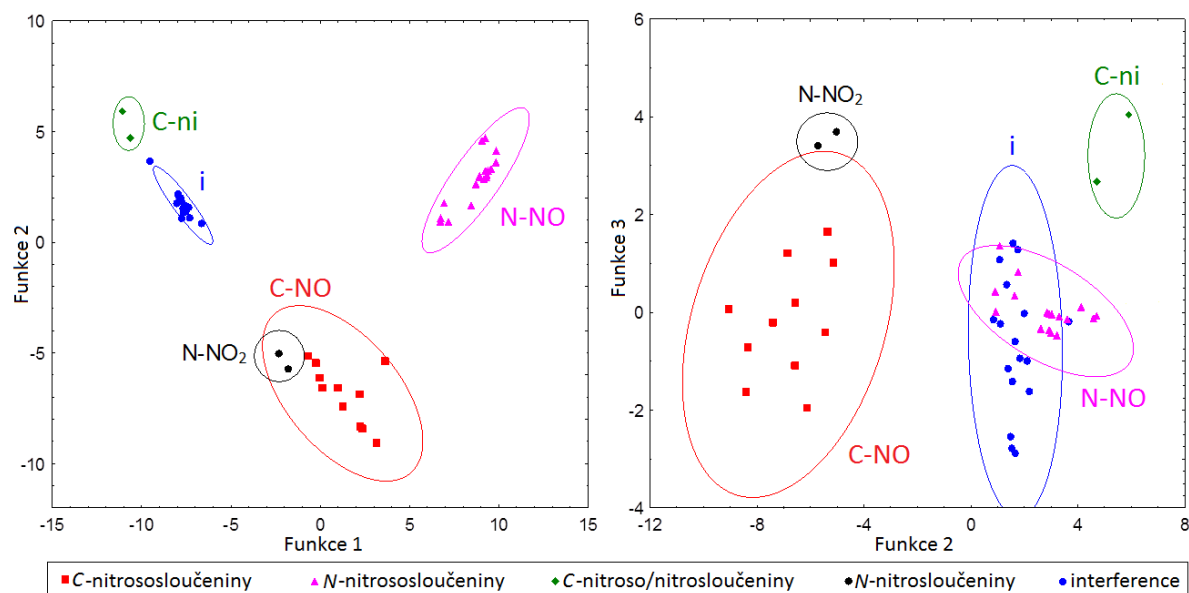 10
5
0
-5
-10
Funkce 2
C-ni
i
N-NO
C-NO
N-NO₂
-15
-10
-5
0
5
10
15
Funkce 1
6
4
2
0
-2
-4
Funkce 3
N-NO₂
C-ni
i
N-NO
C-NO
-12
-8
-4
0
4
8
Funkce 2
C-nitrososloučeniny N-nitrososloučeniny C-nitroso/nitrosloučeniny N-nitrosloučeniny interference